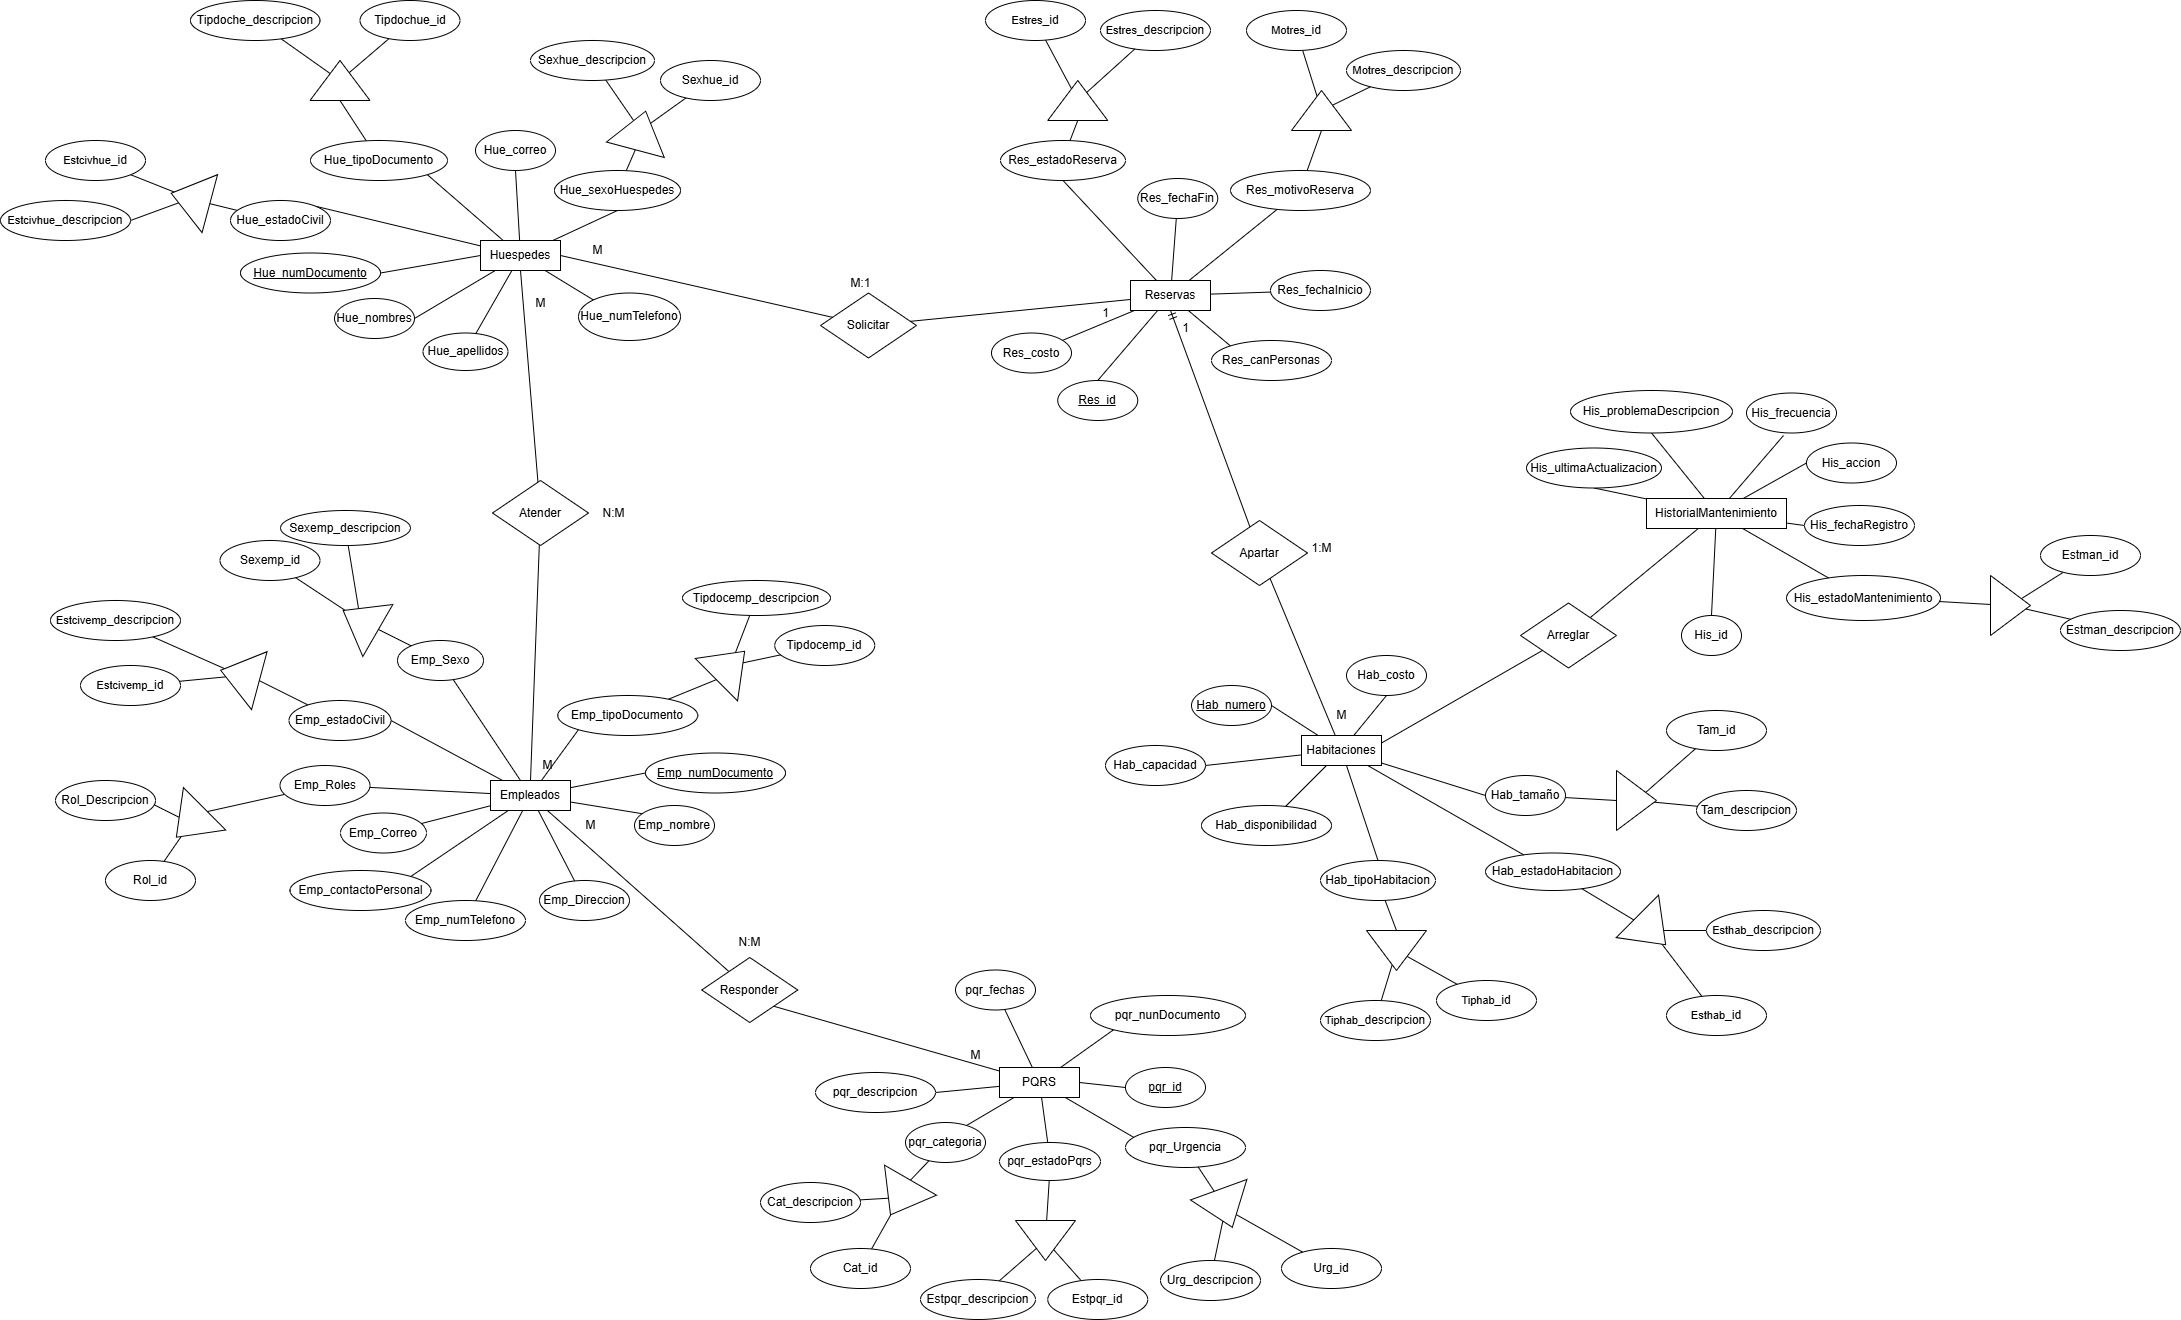 Tipdoche_descripcion
Tipdochue_id
Estres_id
Estres_descripcion
Motres_id
Sexhue_descripcion
Sexhue_id
Motres_descripcion
Estcivhue_id
Hue_tipoDocumento
Hue_correo
Hue_sexoHuespedes
Res_estadoReserva
Res_fechaFin
Res_motivoReserva
Estcivhue_descripcion
Hue_estadoCivil
Huespedes
M
Hue_numDocumento
M:1
Reservas
Res_fechaInicio
M
Hue_nombres
Hue_numTelefono
Solicitar
1
1
Hue_apellidos
Res_costo
Res_canPersonas
Res_id
His_problemaDescripcion
His_frecuencia
His_ultimaActualizacion
His_accion
Atender
N:M
HistorialMantenimiento
His_fechaRegistro
Sexemp_descripcion
Sexemp_id
Apartar
1:M
Estman_id
Tipdocemp_descripcion
His_estadoMantenimiento
Estcivemp_descripcion
Arreglar
His_id
Estman_descripcion
Tipdocemp_id
Emp_Sexo
Estcivemp_id
Hab_costo
Hab_numero
Emp_estadoCivil
Emp_tipoDocumento
M
Tam_id
Habitaciones
M
Emp_numDocumento
Hab_capacidad
Emp_Roles
Rol_Descripcion
Empleados
Hab_tamaño
Tam_descripcion
Emp_Correo
M
Emp_nombre
Hab_disponibilidad
Hab_estadoHabitacion
Rol_id
Hab_tipoHabitacion
Emp_contactoPersonal
Emp_Direccion
Emp_numTelefono
Esthab_descripcion
N:M
Responder
pqr_fechas
Tiphab_id
pqr_nunDocumento
Tiphab_descripcion
Esthab_id
M
PQRS
pqr_id
pqr_descripcion
pqr_categoria
pqr_estadoPqrs
pqr_Urgencia
Cat_descripcion
Cat_id
Urg_descripcion
Urg_id
Estpqr_descripcion
Estpqr_id